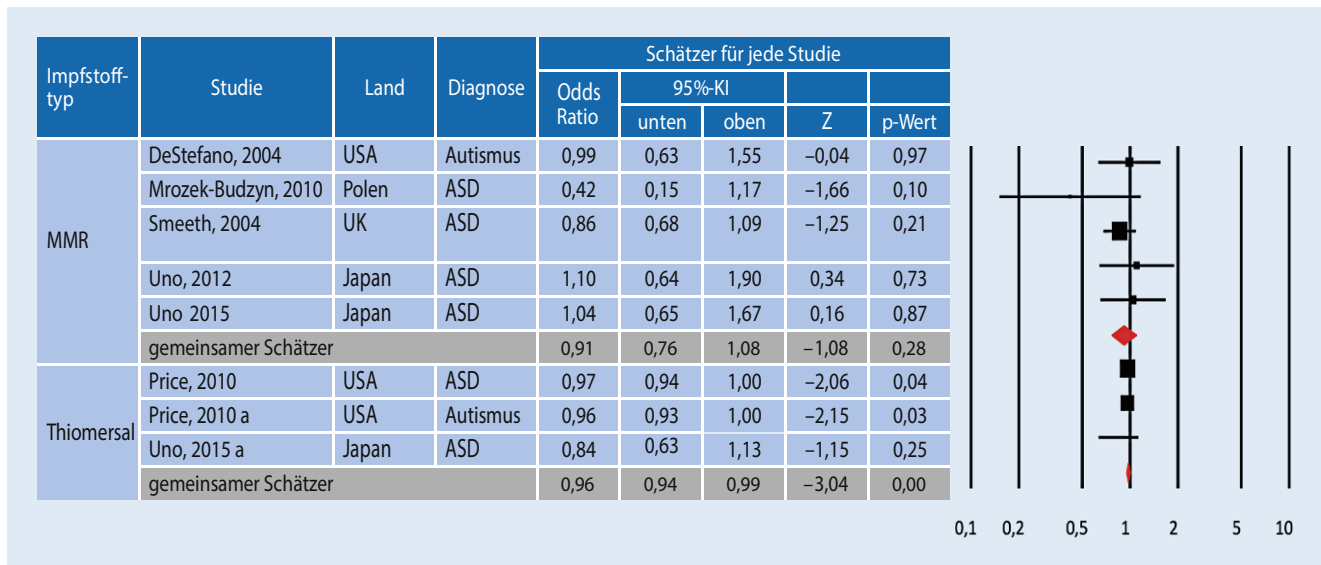 Impfstoff-
typ
Studie
Land
Diagnose
Schätzer für jede Studie
Odds
Ratio
95%-KI
unten oben Z p-Wert
MMR
DeStefano, 2004 USA Autismus 0,99 0,63 1,55 –0,04 0,97
Mrozek-Budzyn, 2010 Polen ASD 0,42 0,15 1,17 –1,66 0,10
Smeeth, 2004 UK ASD 0,86 0,68 1,09 –1,25 0,21
Uno, 2012 Japan ASD 1,10 0,64 1,90 0,34 0,73
Uno 2015 Japan ASD 1,04 0,65 1,67 0,16 0,87
gemeinsamer Schätzer 0,91 0,76 1,08 –1,08 0,28
Thiomersal
Price, 2010 USA ASD 0,97 0,94 1,00 –2,06 0,04
Price, 2010 a USA Autismus 0,96 0,93 1,00 –2,15 0,03
Uno, 2015 a Japan ASD 0,84 0,63 1,13 –1,15 0,25
gemeinsamer Schätzer 0,96 0,94 0,99 –3,04 0,00
0,1 0,2 0,5 1 2 5 10